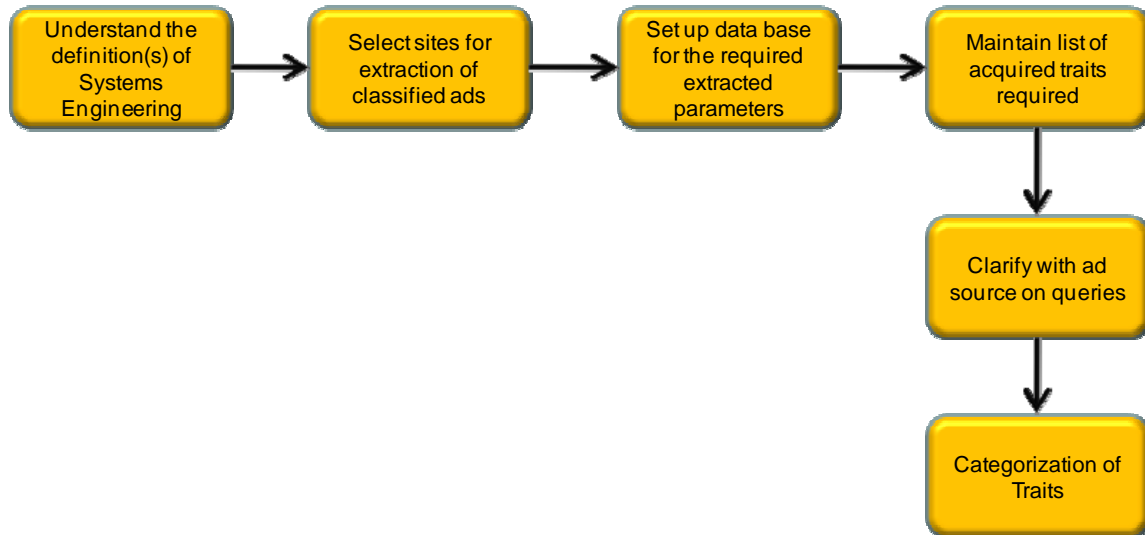 Understand the
definition(s) of
Systems
Engineering
Select sites for
extraction of
classified ads
Set up data base
for the required
extracted
parameters
Maintain list of
acquired traits
required
Clarify with ad
source on queries
Categorization of
Traits